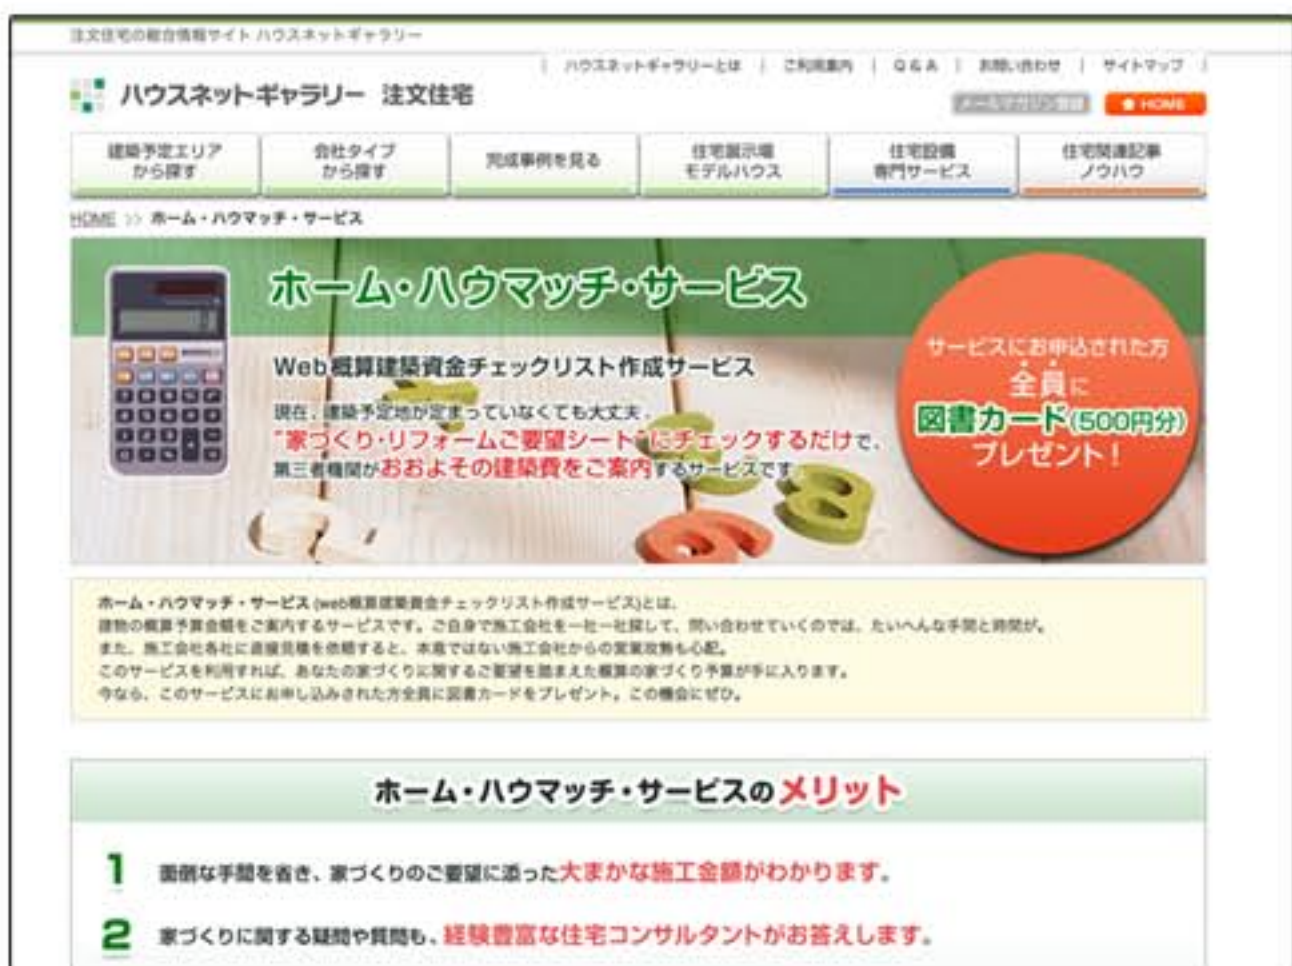 注文住宅の総合情報サイト ハウスネットギャラリー
| ハウスネットギャラリーとは | ご利用案内 | Q&A | お問い合わせ | サイトマップ |
ハウスネットギャラリー 注文住宅
メールマガジン登録 HOME
建築予定エリア
から探す
会社タイプ
から探す
完成事例を見る
住宅展示場
モデルハウス
住宅設備
専門サービス
住宅関連記事
ノウハウ
HOME >> ホーム・ハウマッチ・サービス
ホーム・ハウマッチ・サービス
Web概算建築資金チェックリスト作成サービス
現在、建築予定地が定まっていなくても大丈夫。
"家づくり・リフォームご要望シート"にチェックするだけで、
第三者機関がおおよその建築費をご案内するサービスです
サービスにお申込された方
全員に
図書カード(500円分)
プレゼント!
ホーム・ハウマッチ・サービス(web概算建築資金チェックリスト作成サービス)とは、
建物の概算予算金額をご案内するサービスです。ご自身で施工会社を一社一社探して、問い合わせていくのでは、たいへんな手間と時間が。
また、施工会社各社に直接見積を依頼すると、本意ではない施工会社からの営業攻勢も心配。
このサービスを利用すれば、あなたの家づくりに関するご要望を踏まえた概算の家づくり予算が手に入ります。
今なら、このサービスにお申し込みされた方全員に図書カードをプレゼント。この機会にぜひ。
ホーム・ハウマッチ・サービスのメリット
1 面倒な手間を省き、家づくりのご要望に添った大まかな施工金額がわかります。
2 家づくりに関する疑問や質問も、経験豊富な住宅コンサルタントがお答えします。